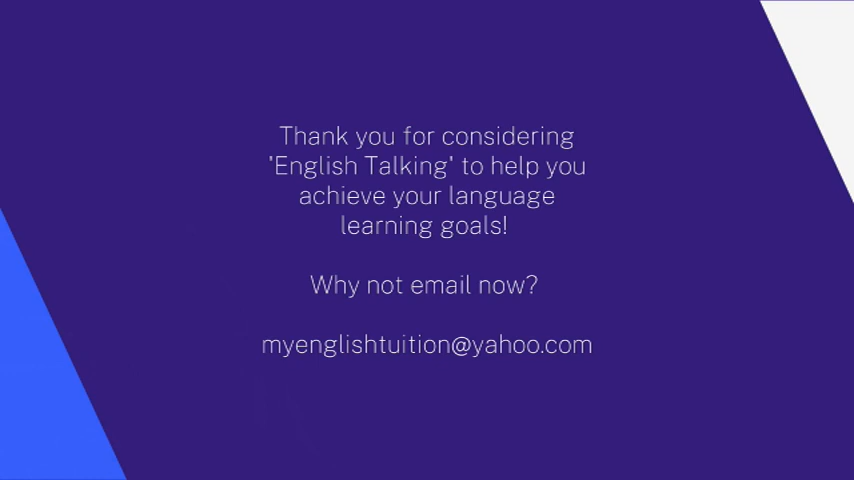 Thank you for considering
'English Talking' to help you
achieve your language
learning goals!
Why not email now?
myenglishtuition@yahoo.com